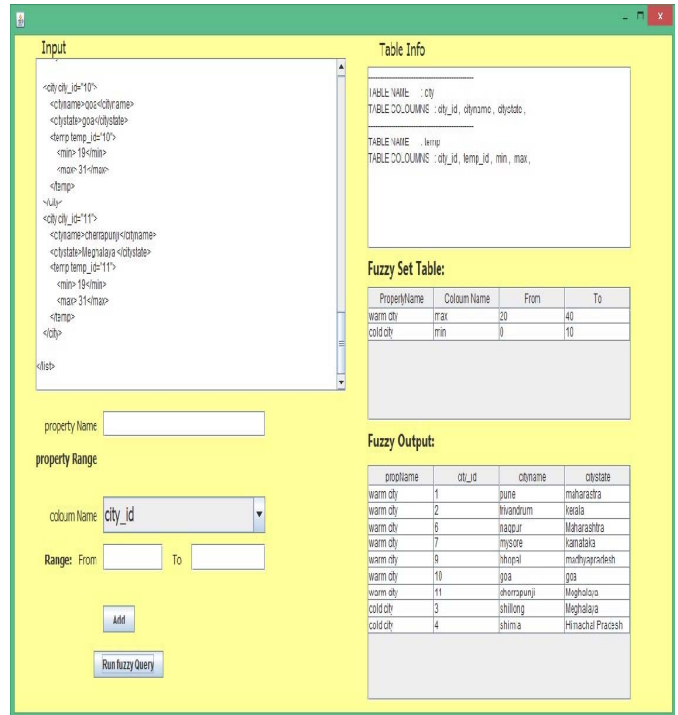 Input
<city city_id="10">
<cityname>goa</cityname>
<citystate>goa</citystate>
<temp temp_id="10">
<min> 19</min>
<max> 31</max>
</temp>
</city>
<city city_id="11">
<cityname>cherrapunji</cityname>
<citystate>Meghalaya </citystate>
<temp temp_id="11">
<min> 19</min>
<max> 31</max>
</temp>
</city>
</list>
property Name
property Range
coloum Name city_id
Range: From To
Add
Run fuzzy Query
Table Info
TABLE NAME : city
TABLE COLOUMNS : city_id , cityname , citystate ,
TABLE NAME : temp
TABLE COLOUMNS : city_id , temp_id , min , max ,
Fuzzy Set Table:
PropertyName Coloum Name From To
warm city max 20 40
cold city min 0 10
Fuzzy Output:
propName city_id cityname citystate
warm city 1 pune maharastra
warm city 2 trivandrum kerala
warm city 6 nagpur Maharashtra
warm city 7 mysore karnataka
warm city 9 bhopal madhyapradesh
warm city 10 goa goa
warm city 11 cherrapunji Meghalaya
cold city 3 shillong Meghalaya
cold city 4 shimla Himachal Pradesh